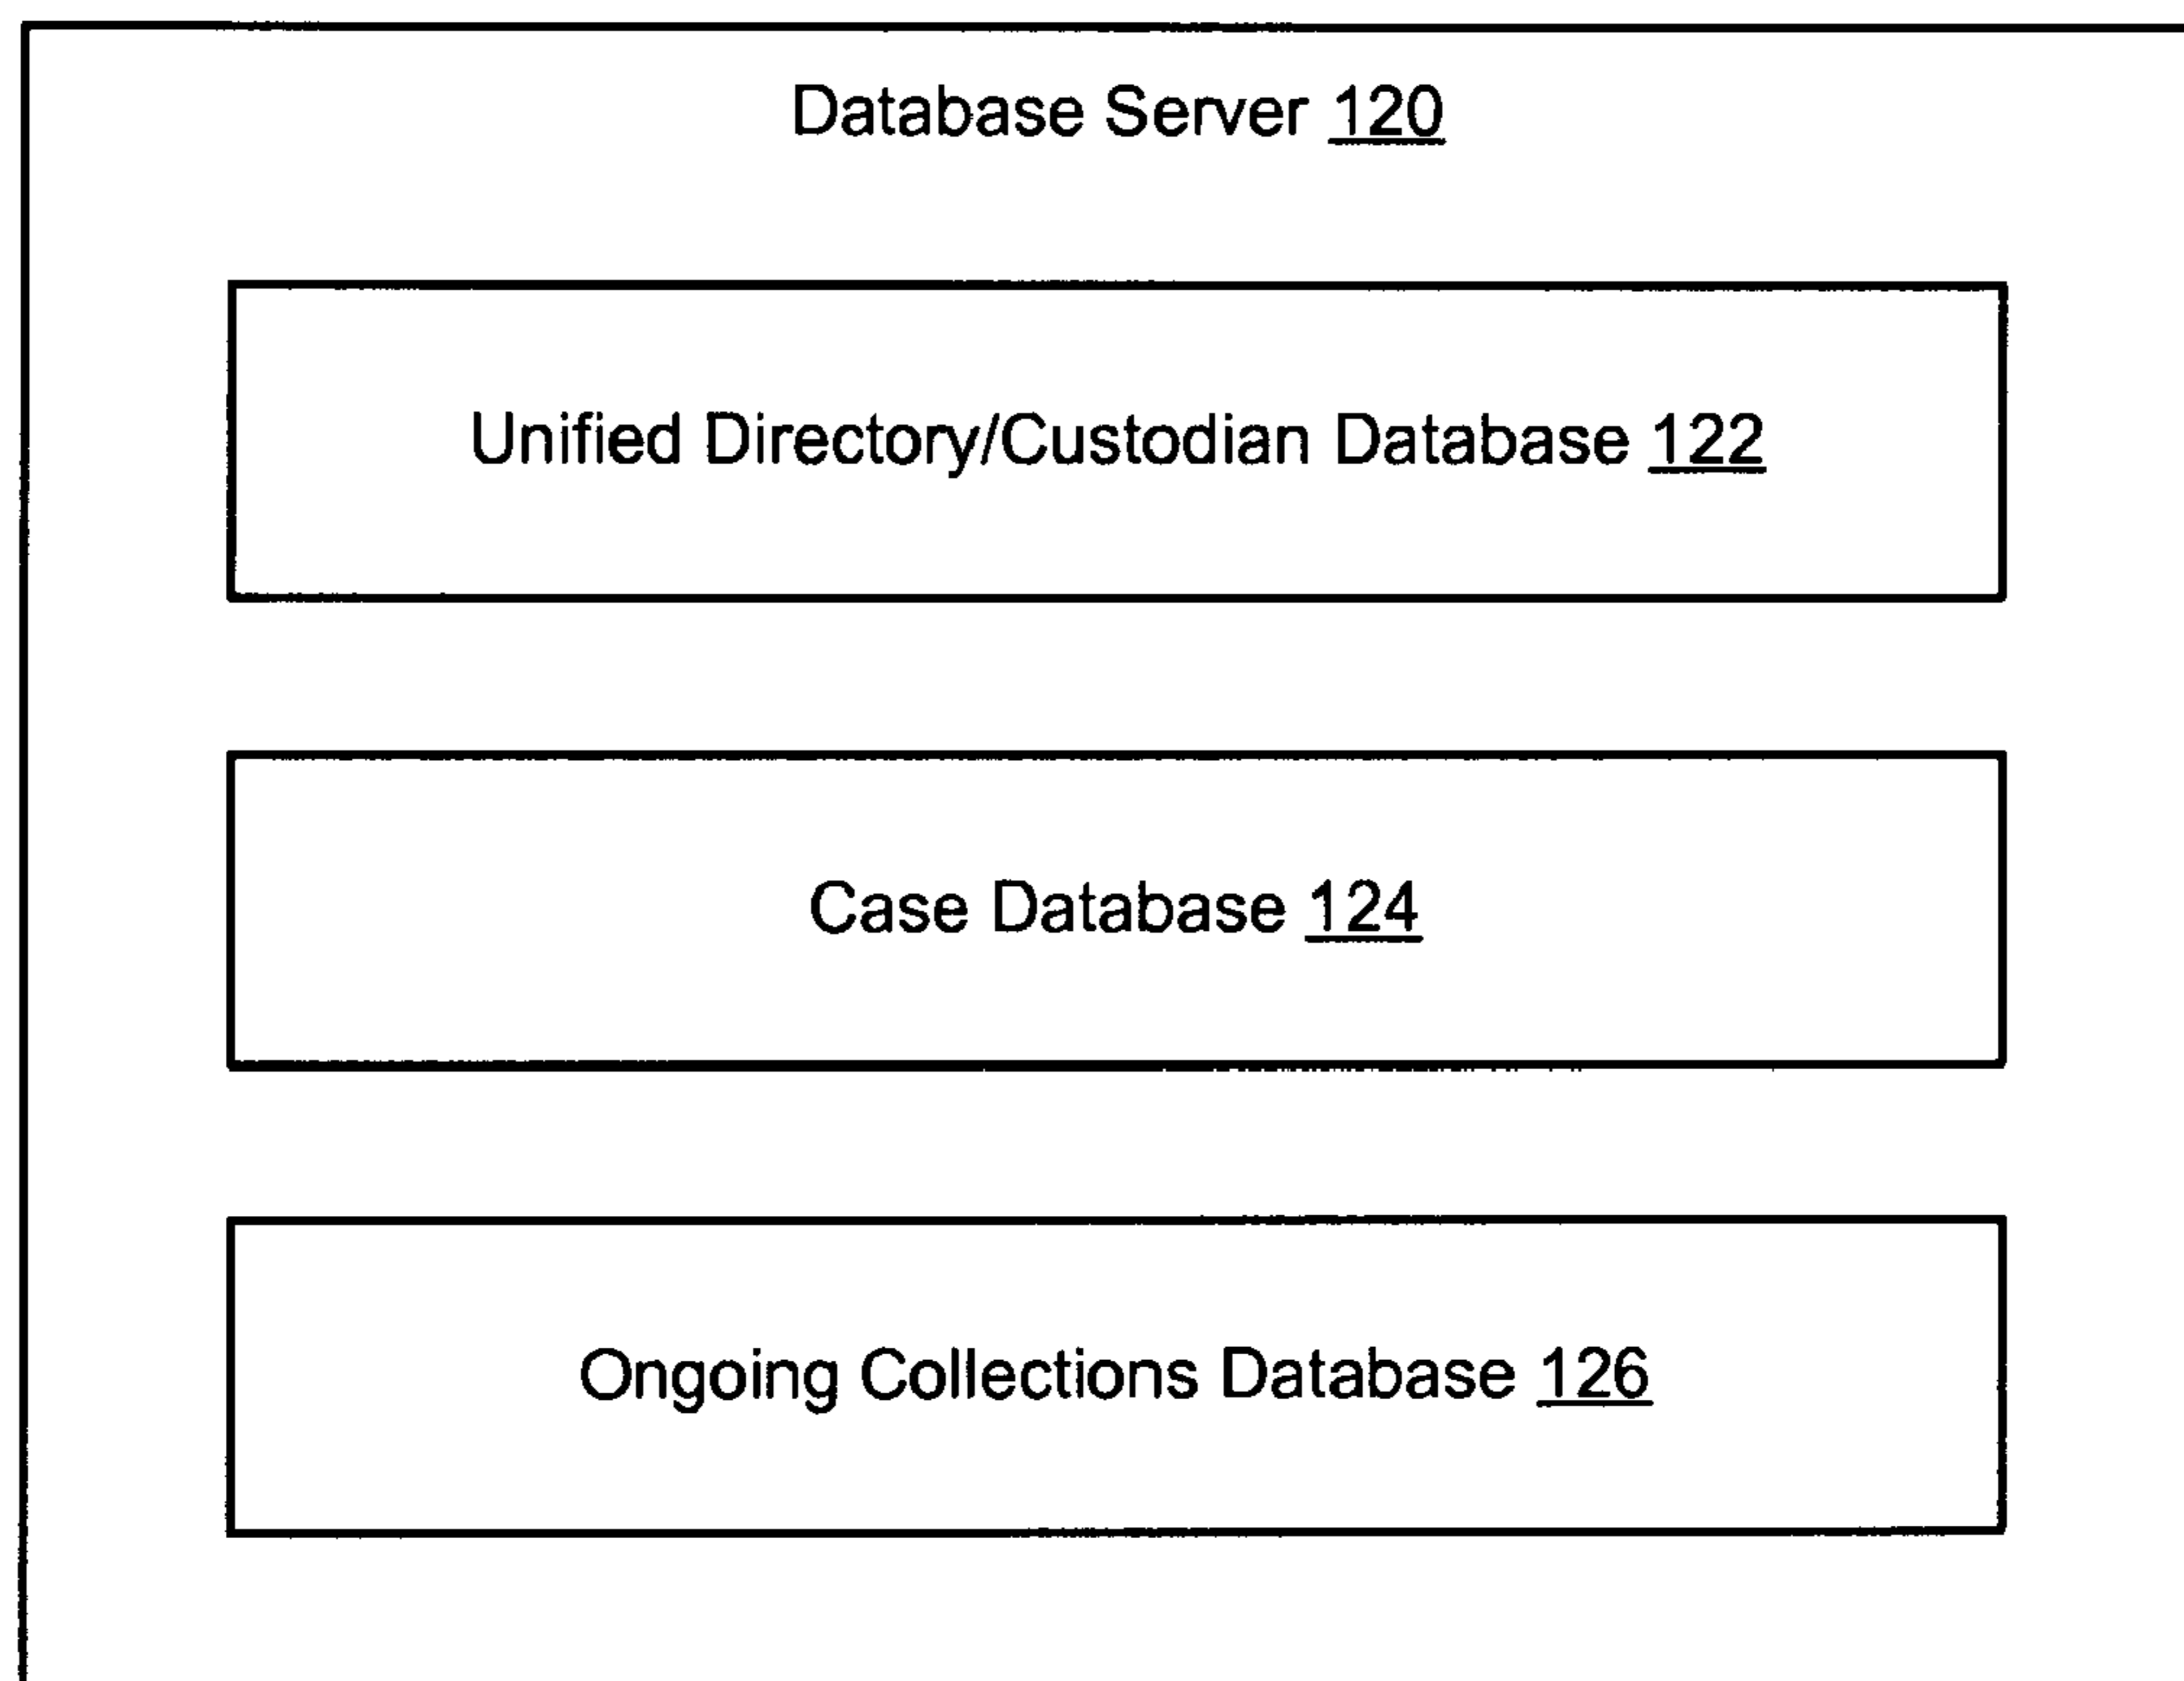 Database Server 120
Unified Directory/Custodian Database 122
Case Database 124
Ongoing Collections Database 126